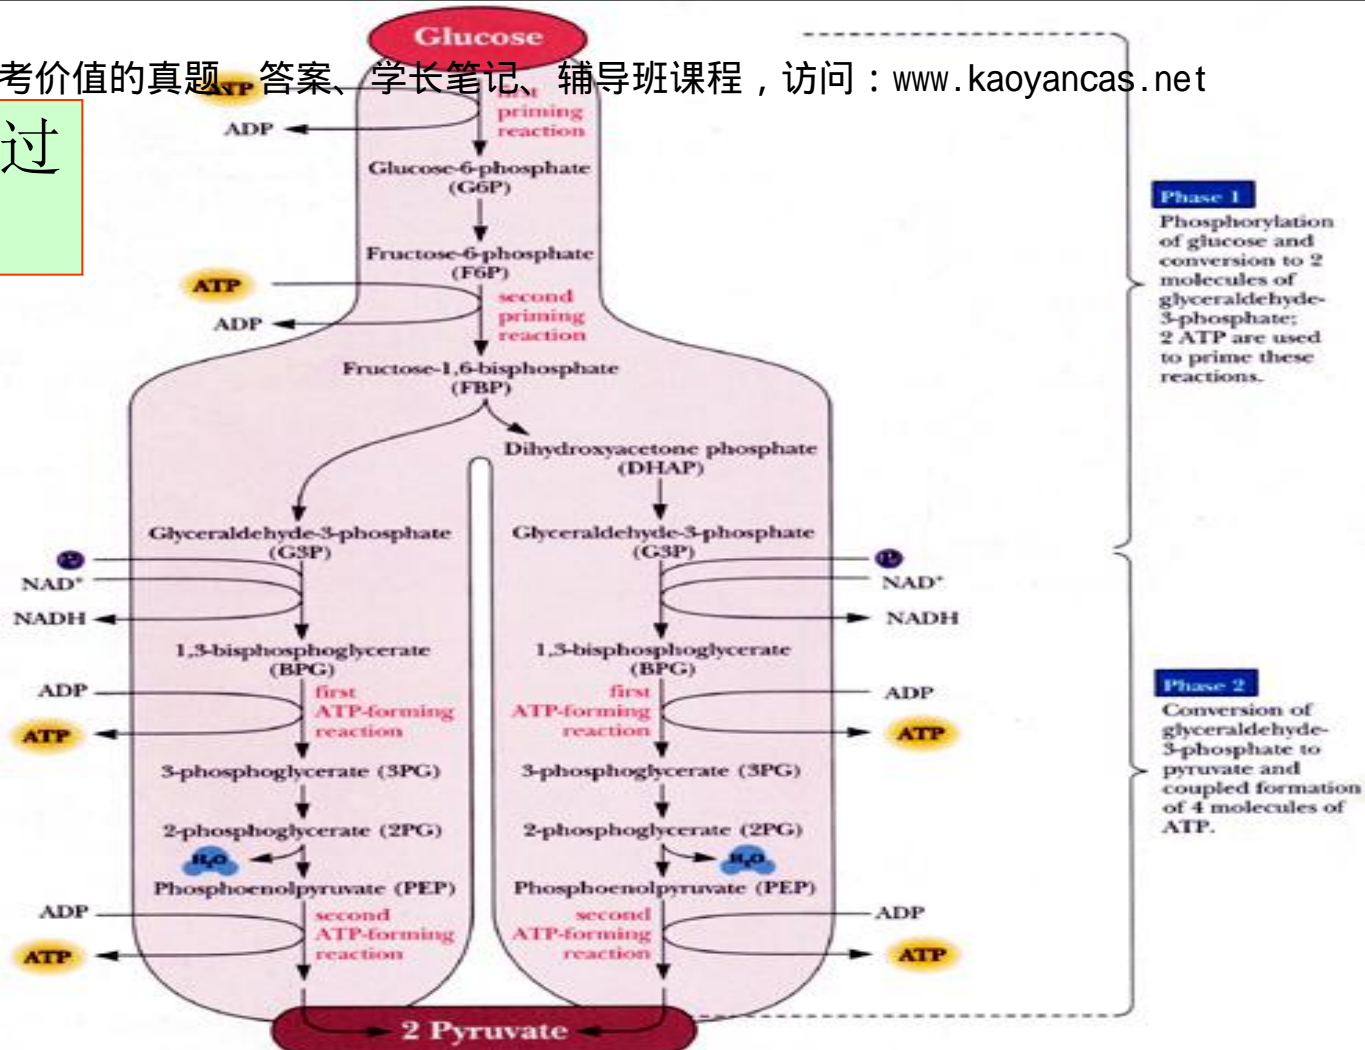 Glucose
考价值的真题、答案、学长笔记、辅导班课程，访问：www.kaoyancas.net
过
ATP
first
priming
reaction
ADP
Glucose-6-phosphate
(G6P)
Fructose-6-phosphate
(F6P)
ATP
second
priming
reaction
ADP
Fructose-1,6-bisphosphate
(FBP)
Dihydroxyacetone phosphate
(DHAP)
Phase 1
Phosphorylation
of glucose and
conversion to 2
molecules of
glyceraldehyde-
3-phosphate;
2 ATP are used
to prime these
reactions.
Glyceraldehyde-3-phosphate
(G3P)
P
NAD⁺
NADH
1,3-bisphosphoglycerate
(BPG)
ADP
first
ATP-forming
reaction
ATP
3-phosphoglycerate (3PG)
2-phosphoglycerate (2PG)
H₂O
Phosphoenolpyruvate (PEP)
ADP
second
ATP-forming
reaction
ATP
Glyceraldehyde-3-phosphate
(G3P)
P
NAD⁺
NADH
1,3-bisphosphoglycerate
(BPG)
first
ATP-forming
reaction
ADP
ATP
3-phosphoglycerate (3PG)
2-phosphoglycerate (2PG)
H₂O
Phosphoenolpyruvate (PEP)
second
ATP-forming
reaction
ADP
ATP
Phase 2
Conversion of
glyceraldehyde-
3-phosphate to
pyruvate and
coupled formation
of 4 molecules of
ATP.
2 Pyruvate